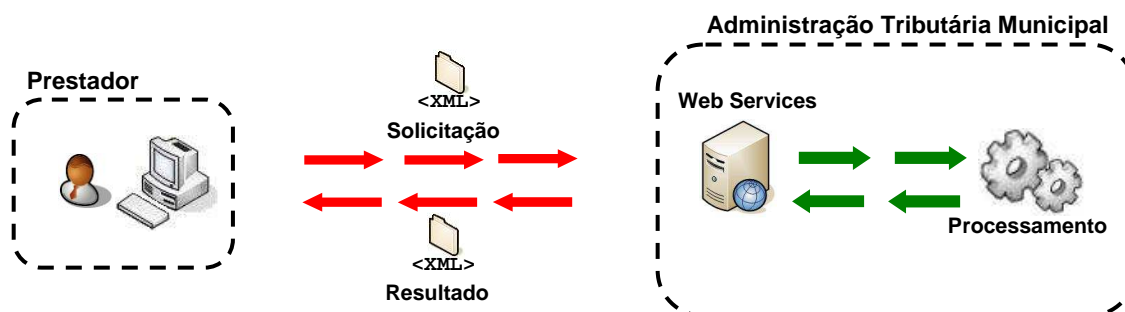 Administração Tributária Municipal
Prestador
<XML>
Solicitação
Web Services
Processamento
<XML>
Resultado